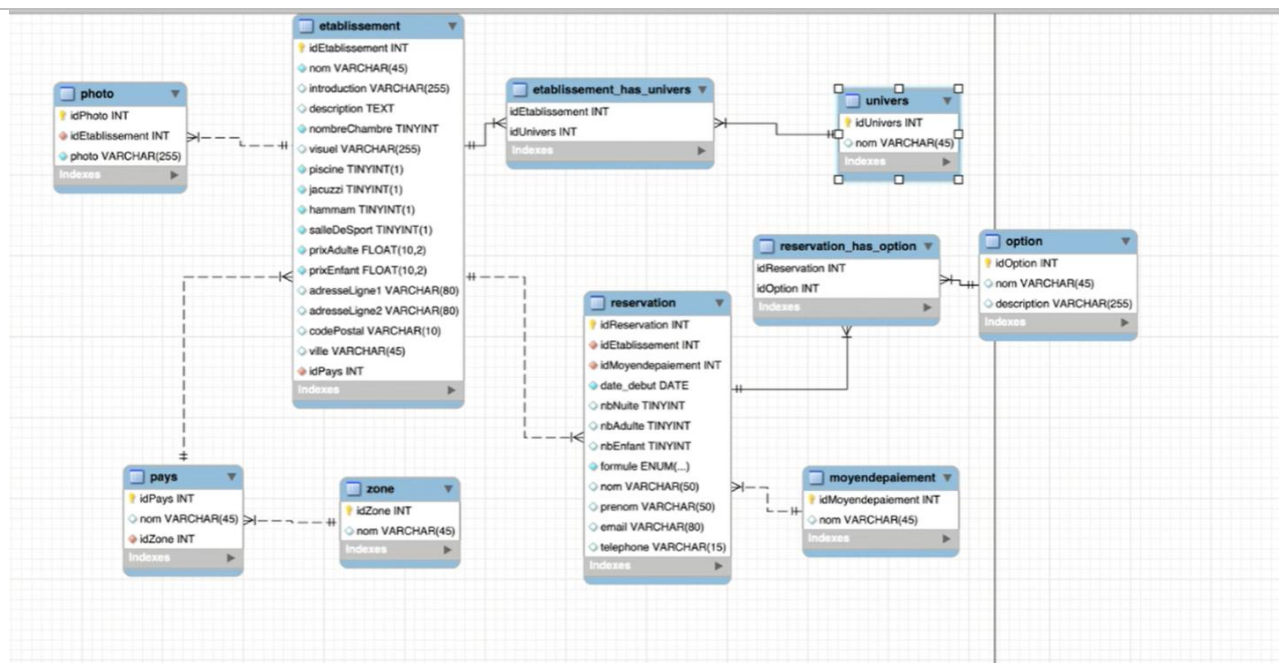 photo
idPhoto INT
idEtablissement INT
photo VARCHAR(255)
Indexes
etablissement
idEtablissement INT
nom VARCHAR(45)
introduction VARCHAR(255)
description TEXT
nombreChambre TINYINT
visuel VARCHAR(255)
piscine TINYINT(1)
jacuzzi TINYINT(1)
hammam TINYINT(1)
salleDeSport TINYINT(1)
prixAdulte FLOAT(10,2)
prixEnfant FLOAT(10,2)
adresseLigne1 VARCHAR(80)
adresseLigne2 VARCHAR(80)
codePostal VARCHAR(10)
ville VARCHAR(45)
idPays INT
Indexes
etablissement_has_univers
idEtablissement INT
idUnivers INT
Indexes
univers
idUnivers INT
nom VARCHAR(45)
Indexes
reservation_has_option
idReservation INT
idOption INT
Indexes
option
idOption INT
nom VARCHAR(45)
description VARCHAR(255)
Indexes
reservation
idReservation INT
idEtablissement INT
idMoyendepaiement INT
date_debut DATE
nbNuite TINYINT
nbAdulte TINYINT
nbEnfant TINYINT
formule ENUM(...)
nom VARCHAR(50)
prenom VARCHAR(50)
email VARCHAR(80)
telephone VARCHAR(15)
Indexes
pays
idPays INT
nom VARCHAR(45)
idZone INT
Indexes
zone
idZone INT
nom VARCHAR(45)
Indexes
moyendepaiement
idMoyendepaiement INT
nom VARCHAR(45)
Indexes